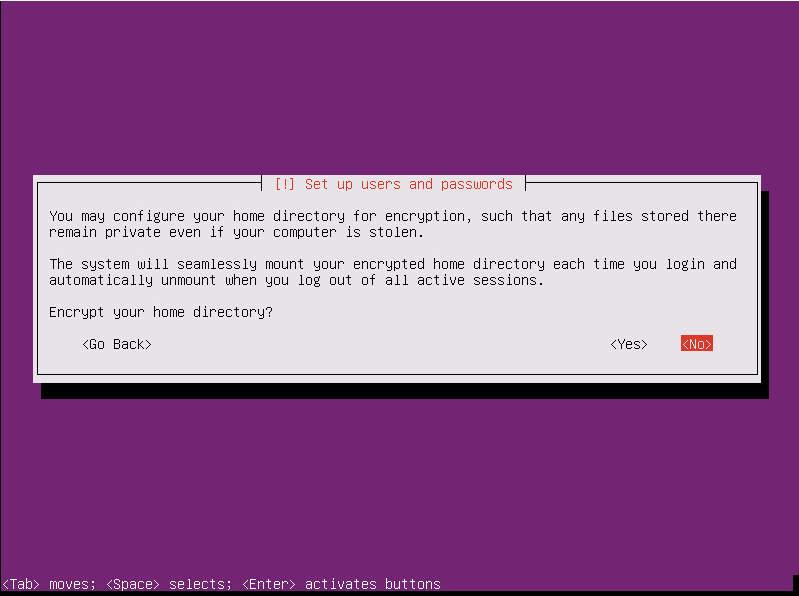 [!] Set up users and passwords
You may configure your home directory for encryption, such that any files stored there
remain private even if your computer is stolen.
The system will seamlessly mount your encrypted home directory each time you login and
automatically unmount when you log out of all active sessions.
Encrypt your home directory?
<Go Back> <Yes> <No>
<Tab> moves; <Space> selects; <Enter> activates buttons